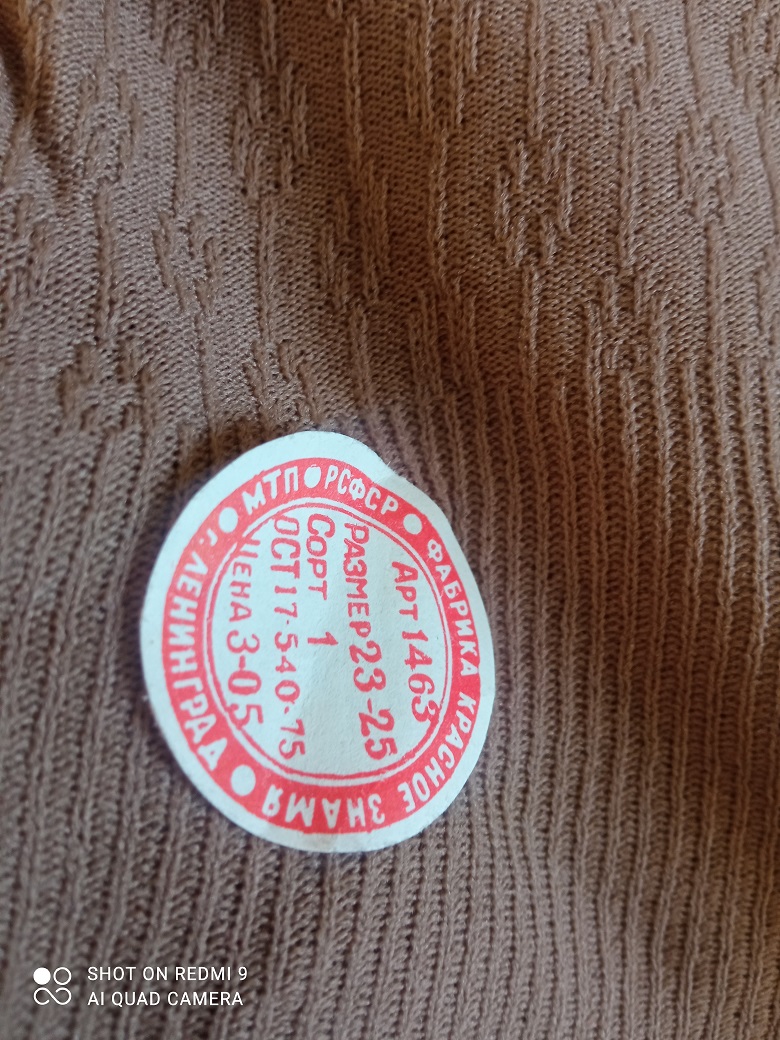 МТП РСФСР
ФАБРИКА КРАСНОЕ ЗНАМЯ
Г. ЛЕНИНГРАД
АРТ 1463
РАЗМЕР 23-25
СОРТ 1
ОСТ 17-540-75
ЦЕНА 3-05
SHOT ON REDMI 9
AI QUAD CAMERA